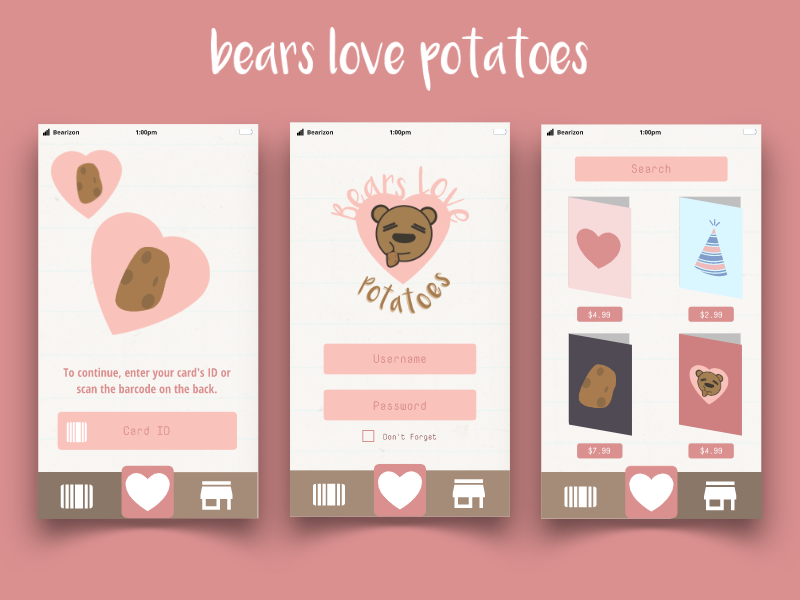 bears love potatoes
Bearizon 1:00pm
To continue, enter your card's ID or
scan the barcode on the back.
Card ID
Bearizon 1:00pm
Bears Love
Potatoes
Username
Password
Don't Forget
Bearizon 1:00pm
Search
$4.99 $2.99
$7.99 $4.99